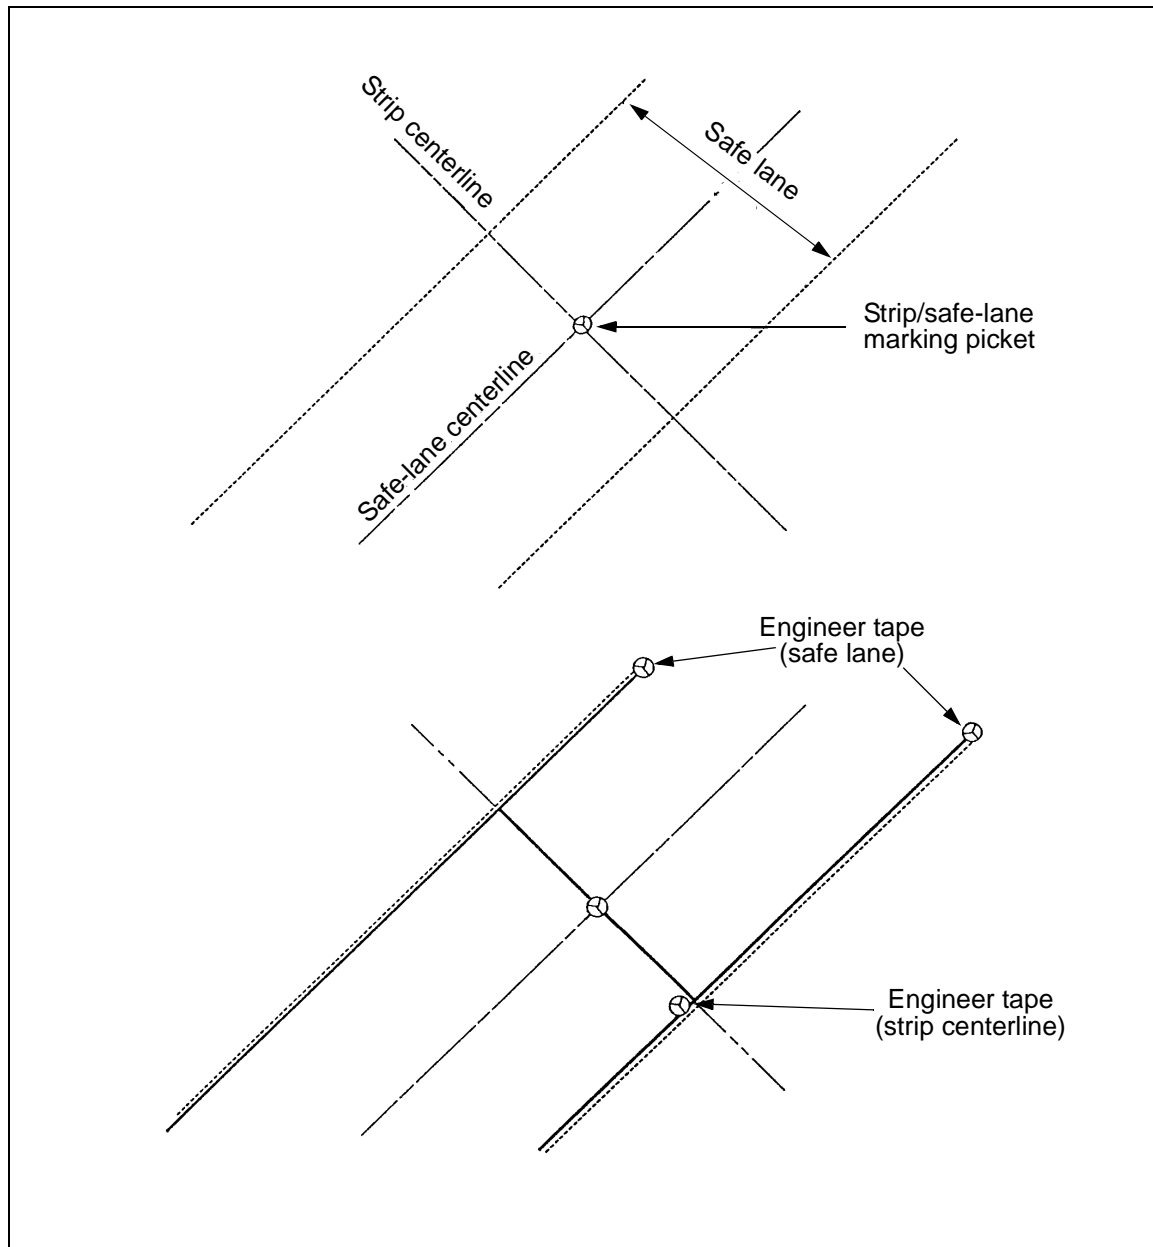 Strip centerline
Safe lane
Strip/safe-lane
marking picket
Safe-lane centerline
Engineer tape
(safe lane)
Engineer tape
(strip centerline)